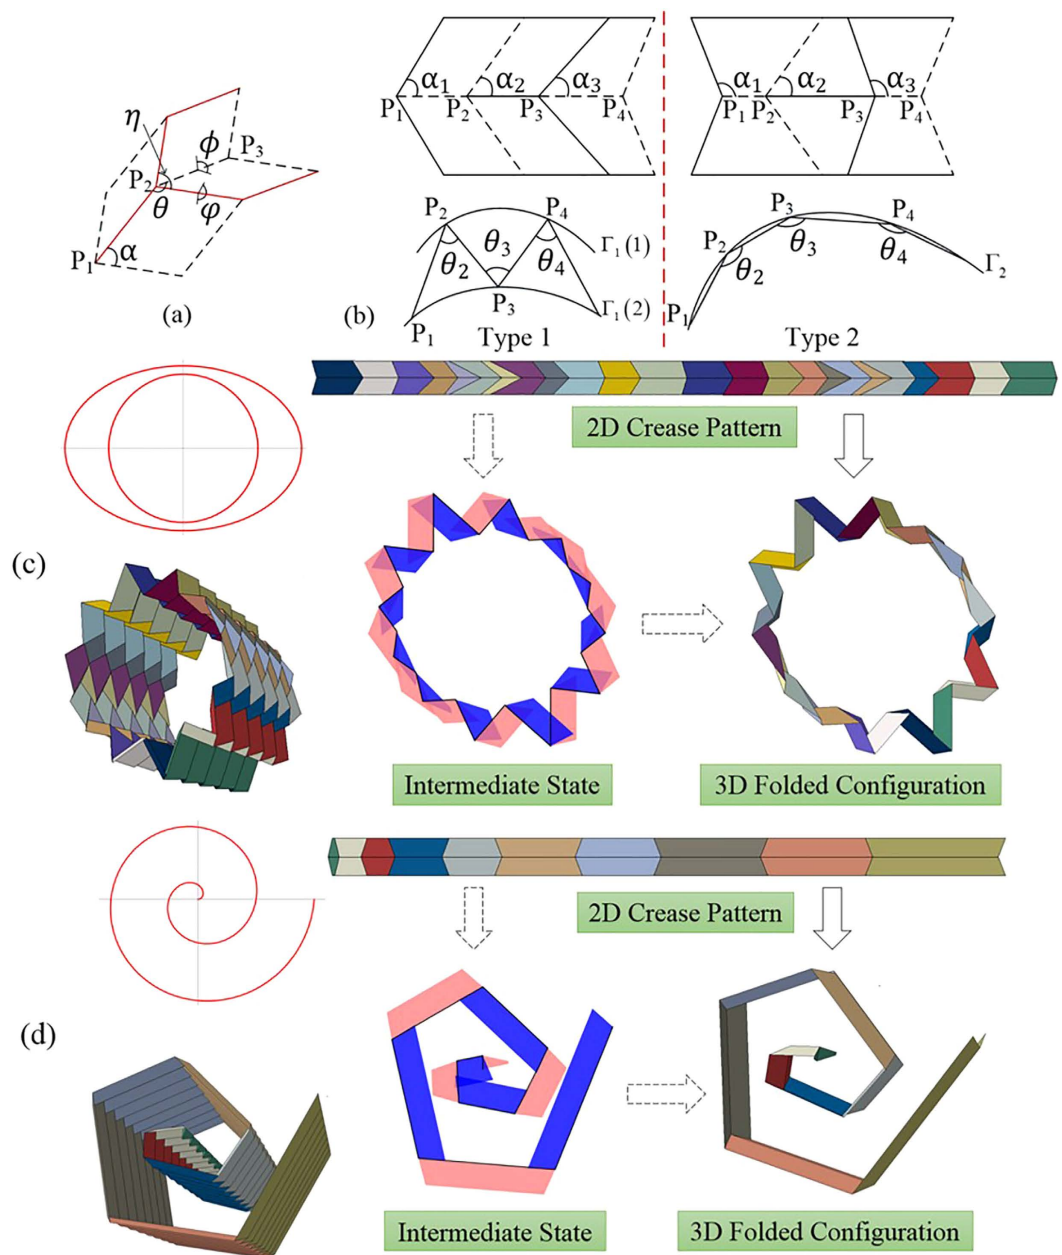 η
ϕ
P₃
P₂
θ
φ
P₁
α
(a)
α₁
α₂
α₃
P₁
P₂
P₃
P₄
α₁
α₂
α₃
P₁
P₂
P₃
P₄
P₂
P₄
θ₂
θ₃
θ₄
Γ₁(1)
P₃
Γ₁(2)
P₁
P₃
P₄
P₂
θ₂
θ₃
θ₄
Γ₂
P₁
(b)
Type 1
Type 2
2D Crease Pattern
(c)
Intermediate State
3D Folded Configuration
2D Crease Pattern
(d)
Intermediate State
3D Folded Configuration